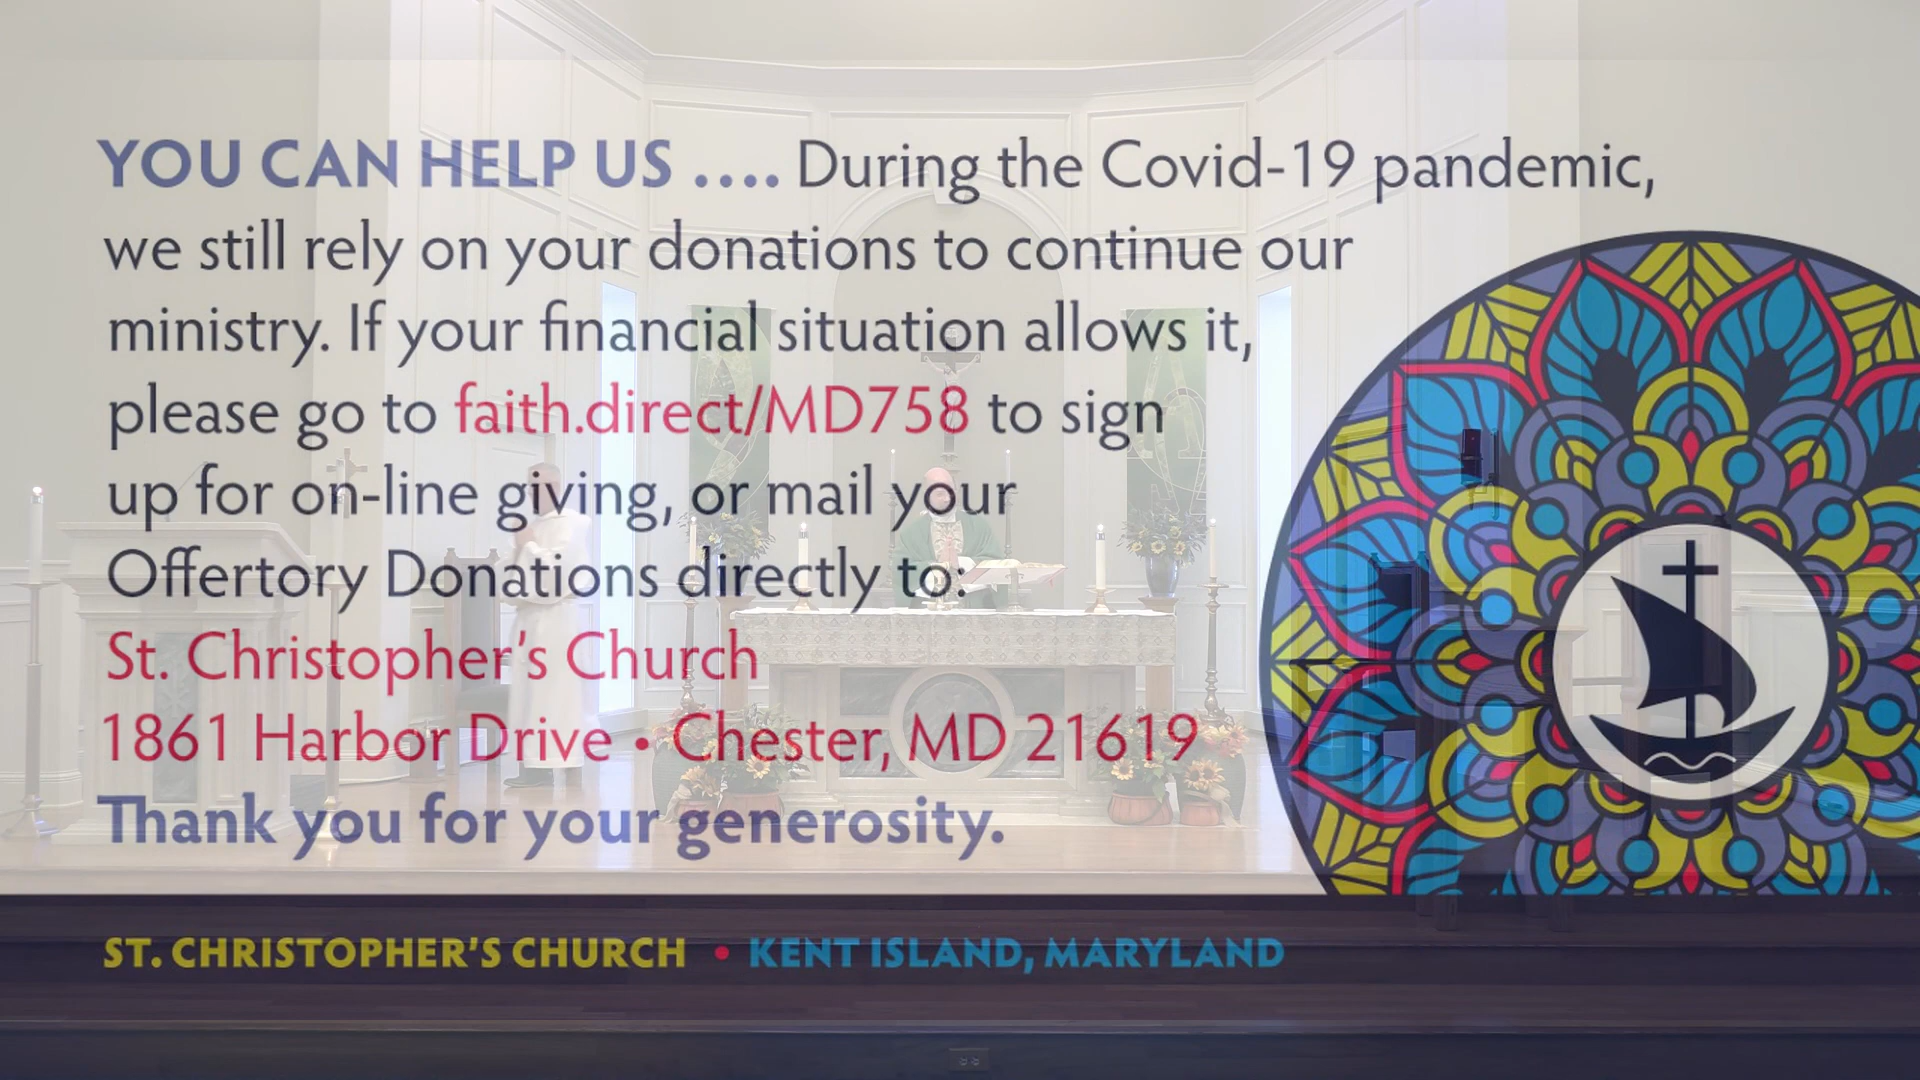 YOU CAN HELP US .... During the Covid-19 pandemic,
we still rely on your donations to continue our
ministry. If your financial situation allows it,
please go to faith.direct/MD758 to sign
up for on-line giving, or mail your
Offertory Donations directly to:
St. Christopher’s Church
1861 Harbor Drive • Chester, MD 21619
Thank you for your generosity.
ST. CHRISTOPHER’S CHURCH • KENT ISLAND, MARYLAND